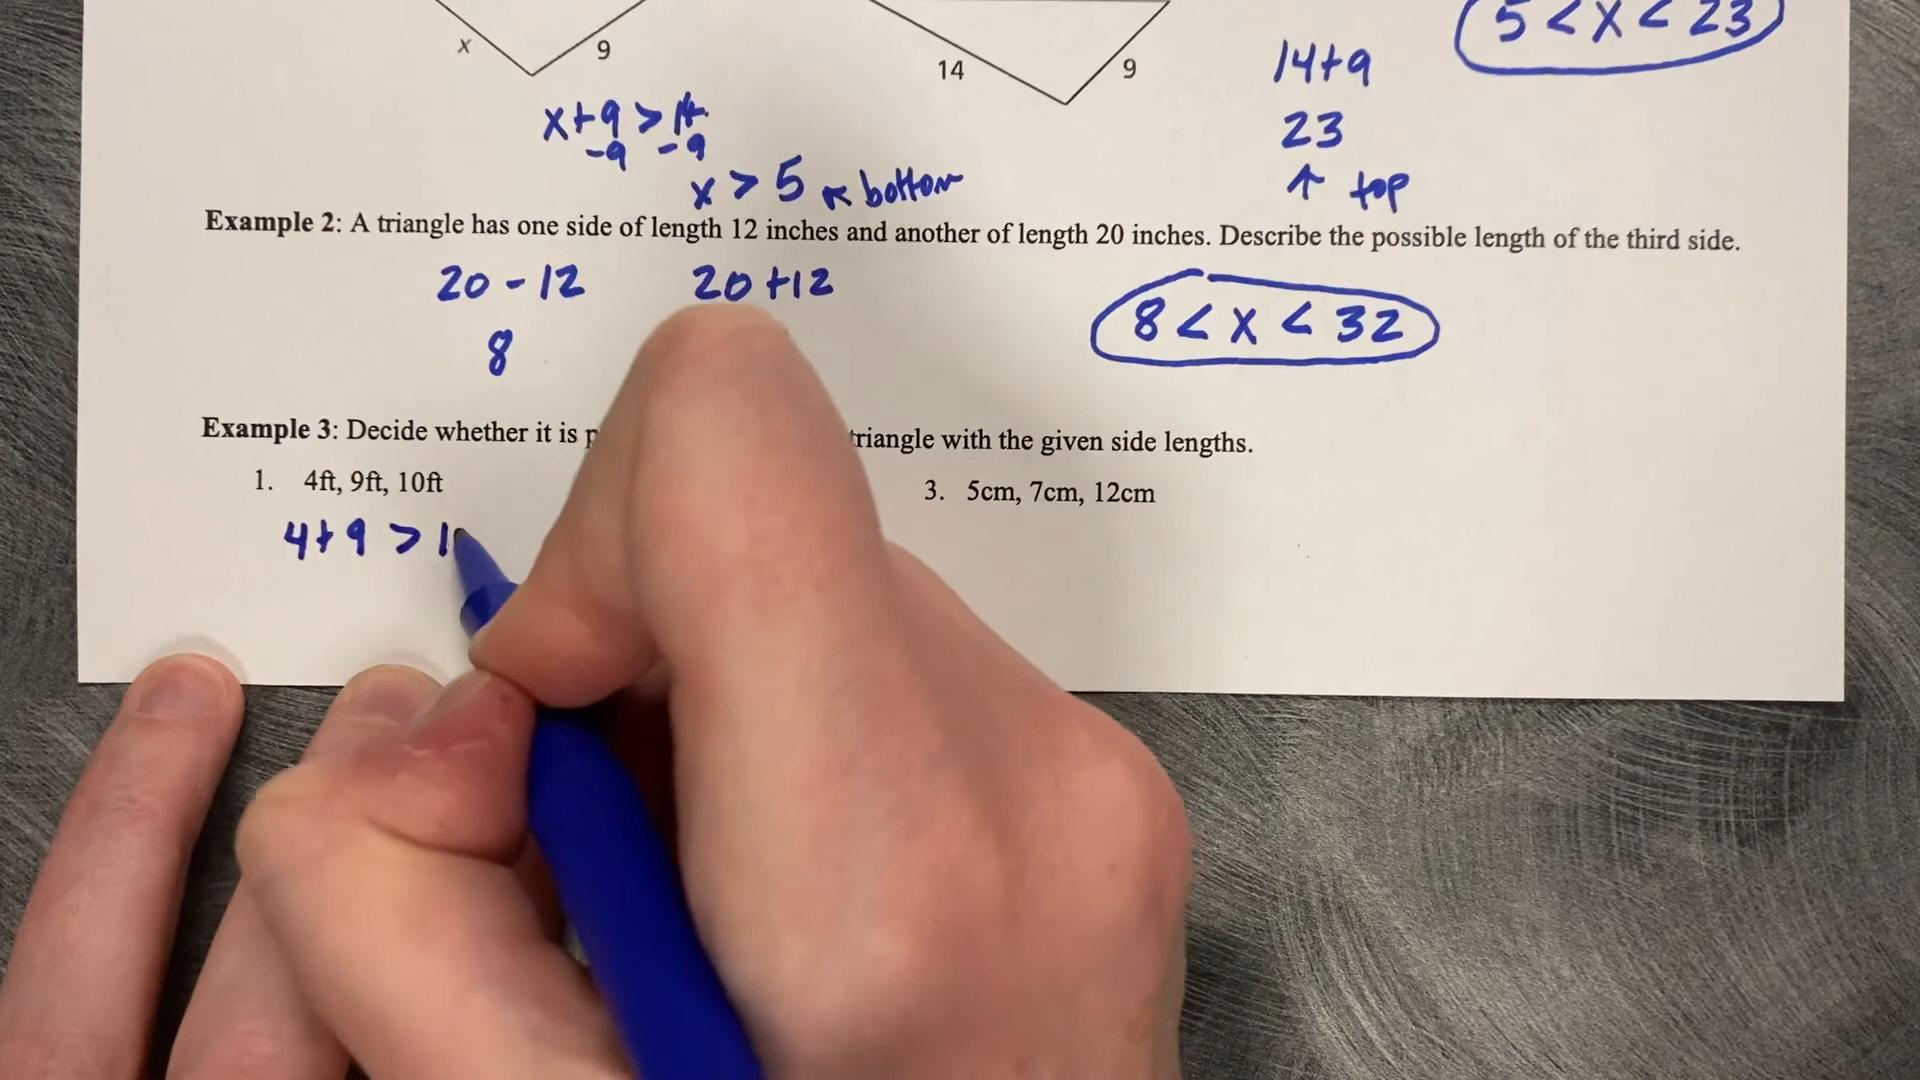 5 < x < 23
x
9
14
9
14+9
23
↑ top
x+9 > 14
-9 -9
x > 5 ↖ bottom
Example 2: A triangle has one side of length 12 inches and another of length 20 inches. Describe the possible length of the third side.
20 - 12
20 + 12
8
8 < x < 32
Example 3: Decide whether it is triangle with the given side lengths.
1. 4ft, 9ft, 10ft
3. 5cm, 7cm, 12cm
4 + 9 >